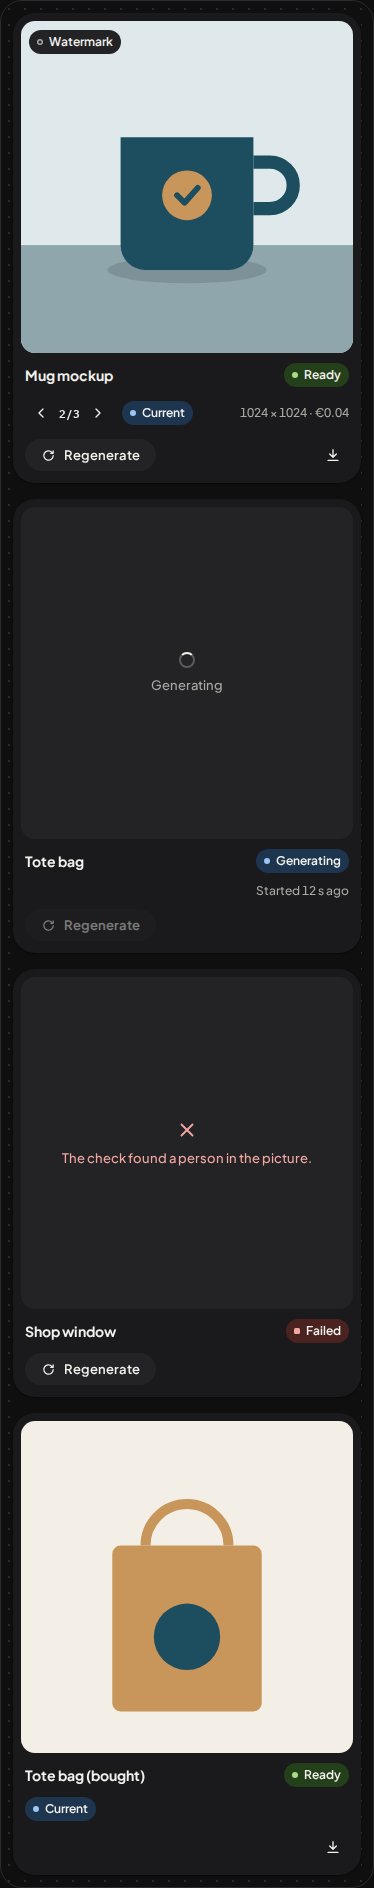 Watermark
Mug mockup
Ready
2/3
Current
1024 × 1024 · €0.04
Regenerate
Generating
Tote bag
Generating
Started 12 s ago
Regenerate
The check found a person in the picture.
Shop window
Failed
Regenerate
Tote bag (bought)
Ready
Current